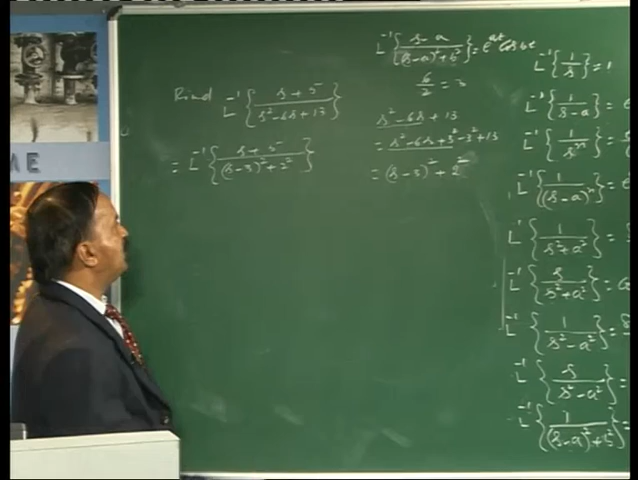 Find L⁻¹{(s+5)/(s²-6s+13)}
= L⁻¹{(s+5)/((s-3)²+2²)}
L⁻¹{(s-a)/((s-a)²+b²)} = e^{at} Cos bt
6/2 = 3
s²-6s+13
= s²-6s+3²-3²+13
= (s-3)²+2²
L⁻¹{1/s} = 1
L⁻¹{1/(s-a)} = e
L⁻¹{1/sⁿ} =
L⁻¹{1/(s-a)ⁿ} = e
L⁻¹{1/(s²+a²)} =
L⁻¹{s/(s²+a²)} = Co
L⁻¹{1/(s²-a²)} =
L⁻¹{s/(s²-a²)} =
L⁻¹{1/((s-a)²+b²)} =
ME